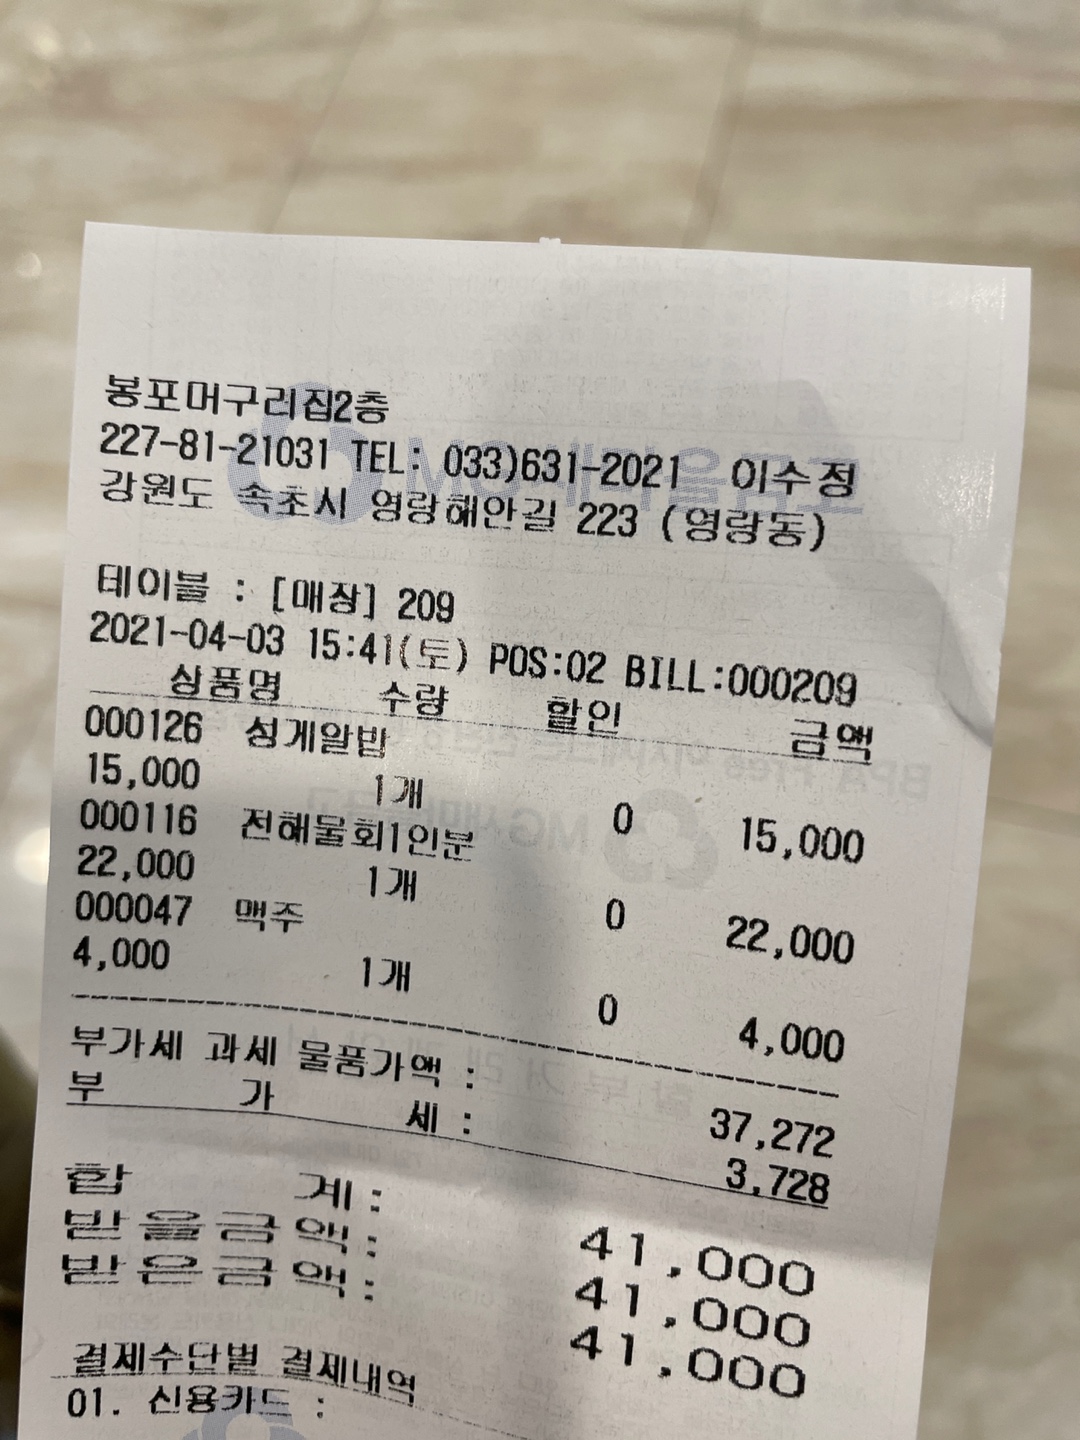 봉포머구리집2층
227-81-21031 TEL: 033)631-2021 이수정
강원도 속초시 영랑해안길 223 (영랑동)
테이블 : [매장] 209
2021-04-03 15:41(토) POS:02 BILL:000209
상품명 수량 할인 금액
000126 성게알밥
15,000 1개 0 15,000
000116 전해물회1인분
22,000 1개 0 22,000
000047 맥주
4,000 1개 0 4,000
부가세 과세 물품가액 : 37,272
부 가 세 : 3,728
합 계 : 41,000
받을금액 : 41,000
받은금액 : 41,000
결제수단별 결제내역
01. 신용카드 :